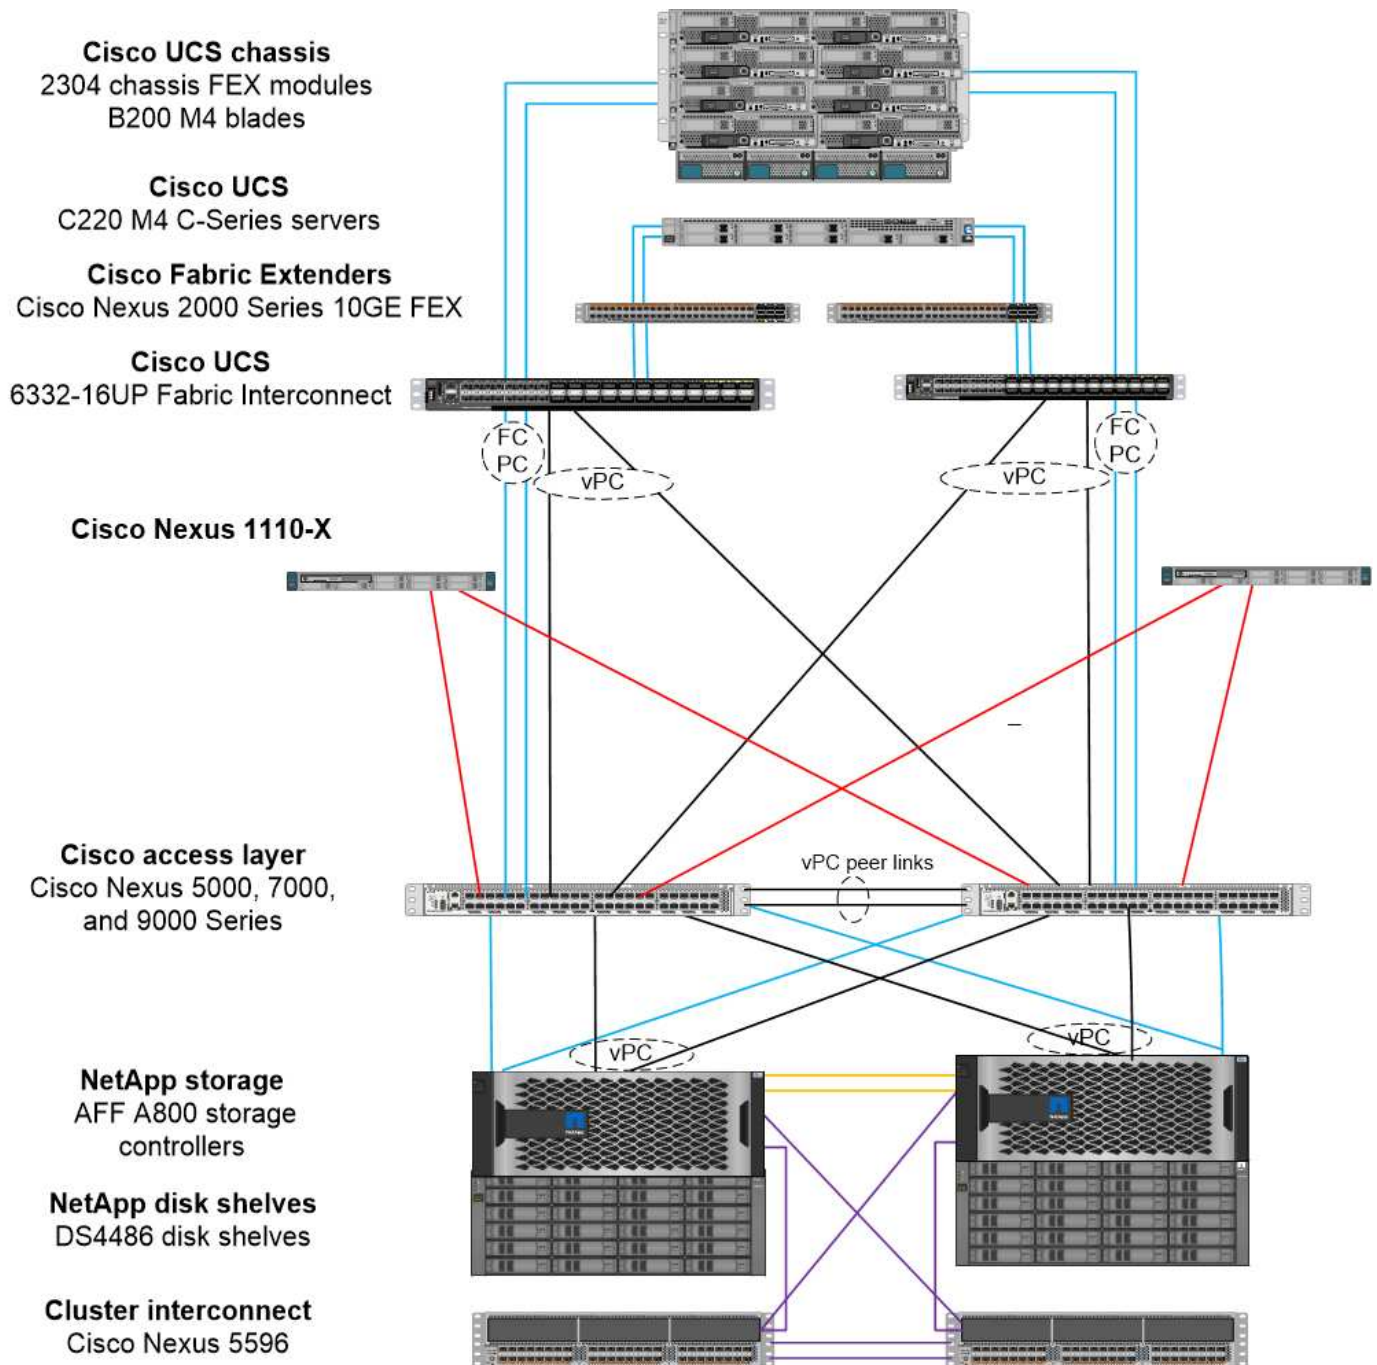 Cisco UCS chassis
2304 chassis FEX modules
B200 M4 blades
Cisco UCS
C220 M4 C-Series servers
Cisco Fabric Extenders
Cisco Nexus 2000 Series 10GE FEX
Cisco UCS
6332-16UP Fabric Interconnect
FC
PC
vPC
vPC
FC
PC
Cisco Nexus 1110-X
Cisco access layer
Cisco Nexus 5000, 7000,
and 9000 Series
vPC peer links
vPC
vPC
NetApp storage
AFF A800 storage
controllers
NetApp disk shelves
DS4486 disk shelves
Cluster interconnect
Cisco Nexus 5596